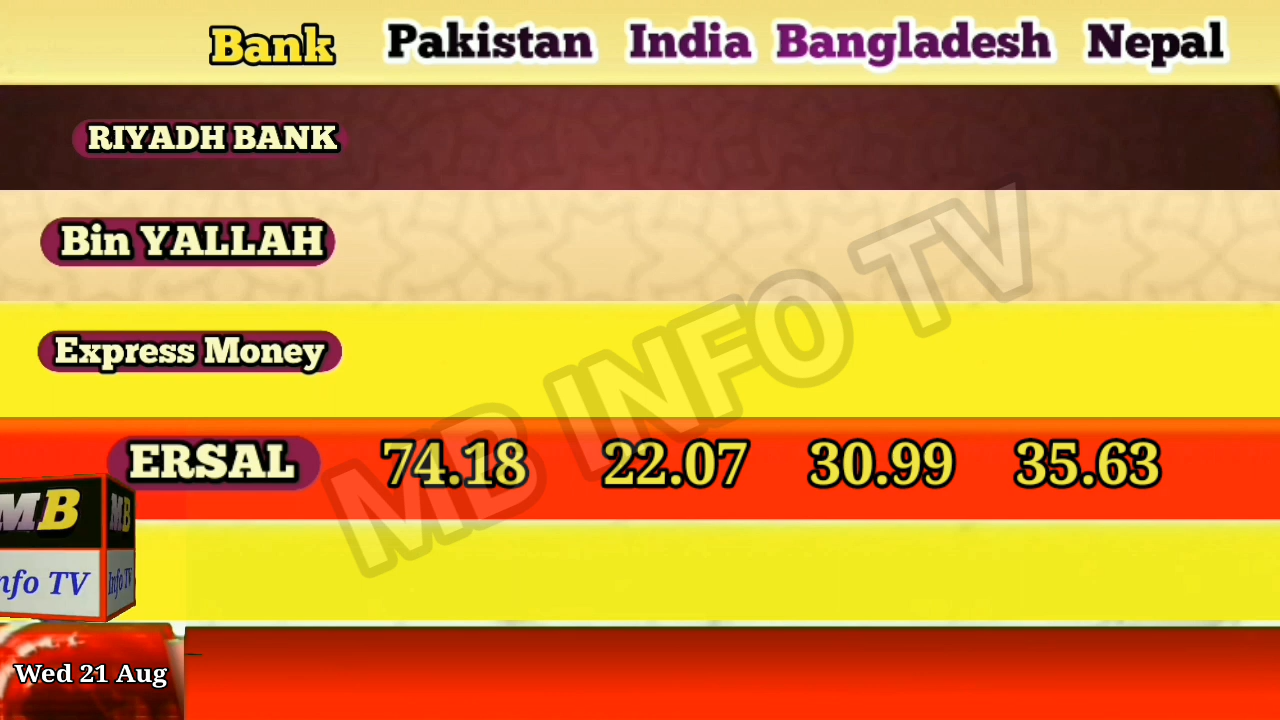 Bank Pakistan India Bangladesh Nepal
RIYADH BANK
Bin YALLAH
Express Money
ERSAL 74.18 22.07 30.99 35.63
MB INFO TV
MB MB
nfo TV Info TV
Wed 21 Aug